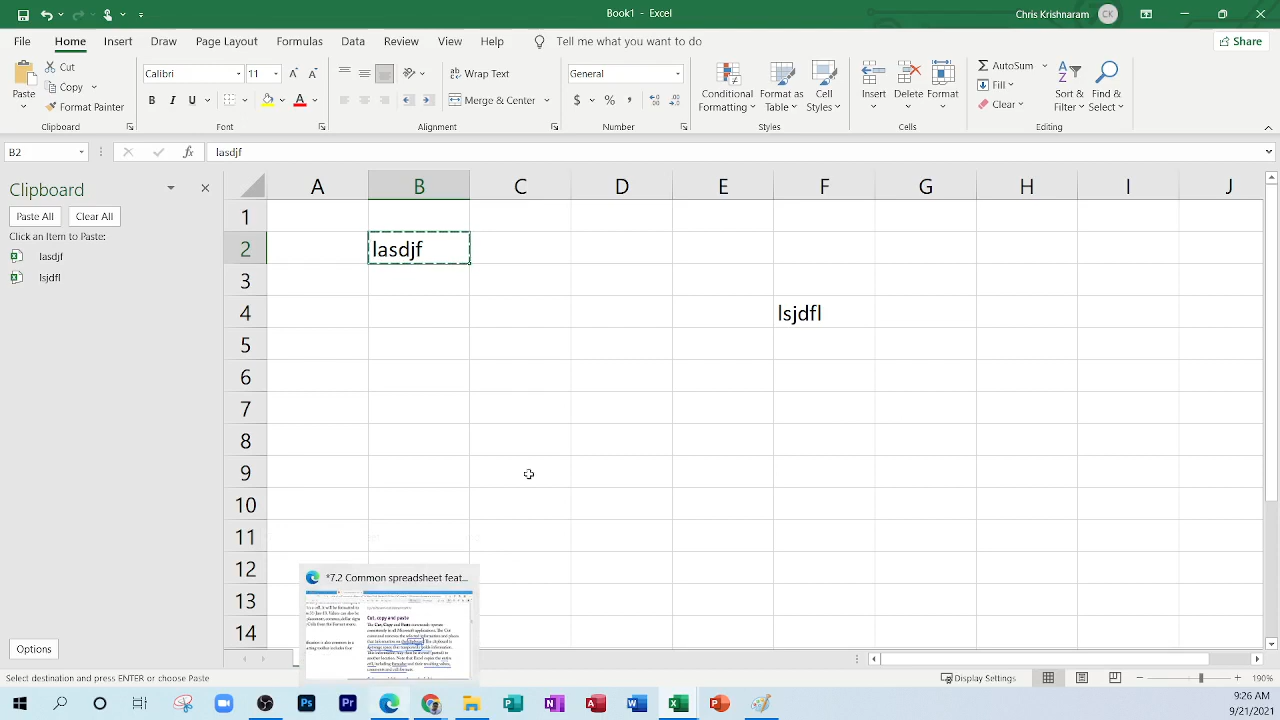 Book1 - Excel
Chris Krishnaram CK
File Home Insert Draw Page Layout Formulas Data Review View Help Tell me what you want to do Share
Cut
Copy
Format Painter
Paste
Clipboard
Calibri 11
B I U A
Font
Wrap Text
Merge & Center
Alignment
General
$ % ,
Number
Conditional Formatting
Format as Table
Cell Styles
Styles
Insert Delete Format
Cells
AutoSum
Fill
Clear
Sort & Filter
Find & Select
Editing
B2 fx lasdjf
Clipboard
Paste All Clear All
Click an Item to Paste:
lasdjf
lsjdfl
A B C D E F G H I J
1
2 lasdjf
3
4 lsjdfl
5
6
7
8
9
10
11
12
13
14
*7.2 Common spreadsheet feat...
Cut, copy and paste
Options
t destination and press choose Paste
Display Settings
100%
9:26 AM
9/21/2021